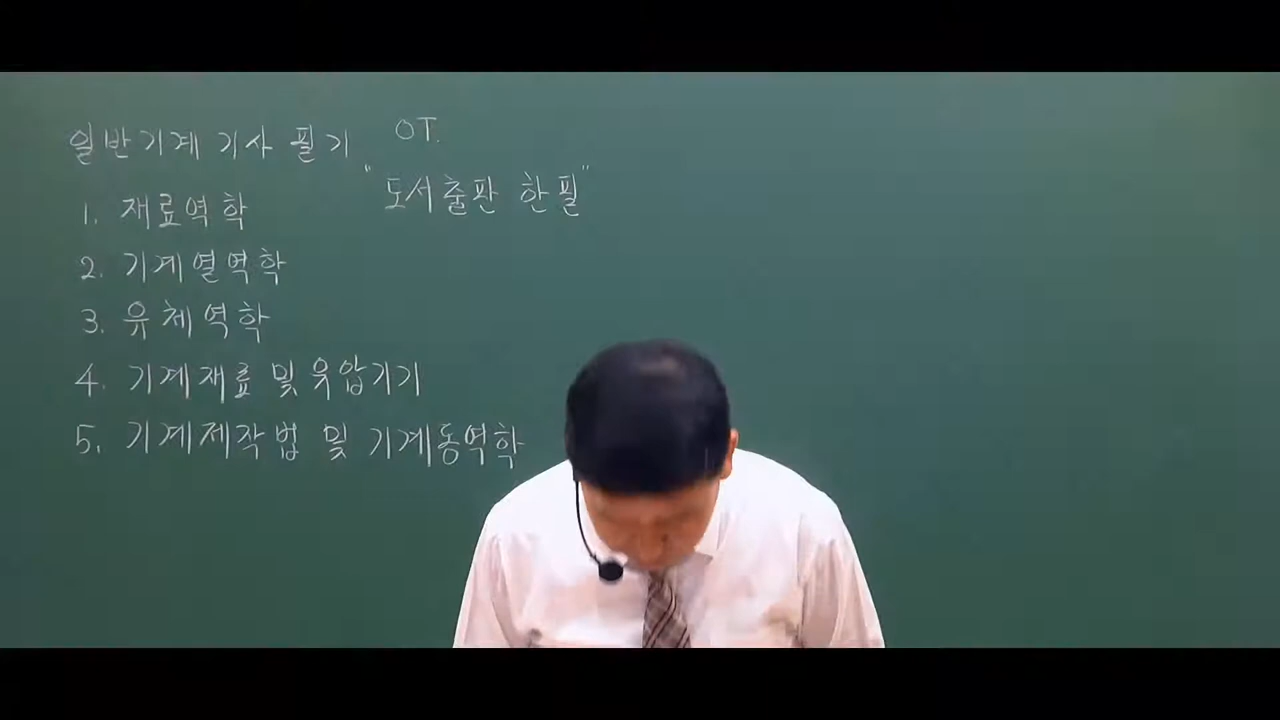 일반기계기사 필기 OT.
"도서출판 한필"
1. 재료역학
2. 기계열역학
3. 유체역학
4. 기계재료 및 유압기기
5. 기계제작법 및 기계동역학